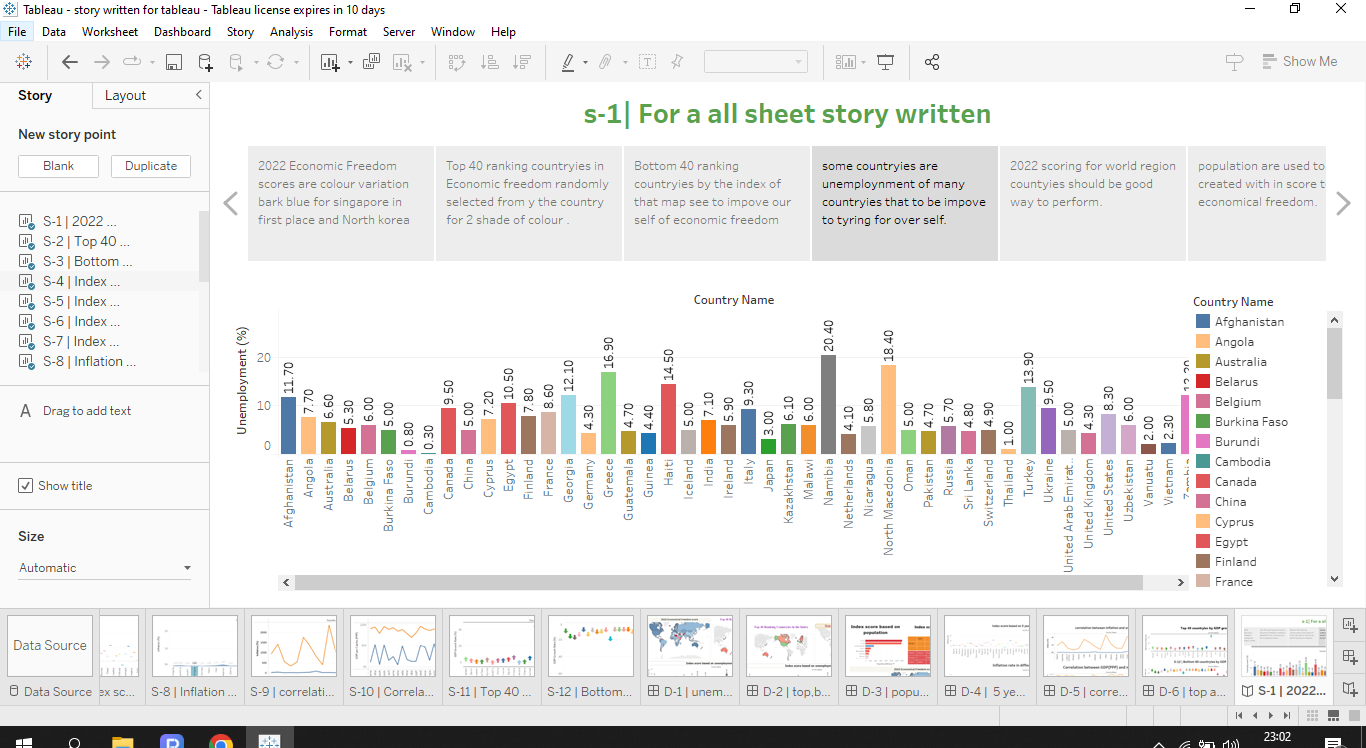 Tableau - story written for tableau - Tableau license expires in 10 days
File Data Worksheet Dashboard Story Analysis Format Server Window Help
Show Me
Story Layout
New story point
Blank Duplicate
S-1 | 2022 ...
S-2 | Top 40 ...
S-3 | Bottom ...
S-4 | Index ...
S-5 | Index ...
S-6 | Index ...
S-7 | Index ...
S-8 | Inflation ...
A Drag to add text
Show title
Size
Automatic
s-1| For a all sheet story written
2022 Economic Freedom
scores are colour variation
bark blue for singapore in
first place and North korea
Top 40 ranking countryies in
Economic freedom randomly
selected from y the country
for 2 shade of colour .
Bottom 40 ranking
countryies by the index of
that map see to impove our
self of economic freedom
some countryies are
unemploynment of many
countryies that to be impove
to tyring for over self.
2022 scoring for world region
countyies should be good
way to perform.
population are used to
created with in score t
economical freedom.
Country Name
Unemployment (%)
20
10
0
11.70
7.70
6.60
5.30
6.00
5.00
0.80
0.30
9.50
5.00
7.20
10.50
7.80
8.60
12.10
4.30
16.90
4.70
4.40
14.50
5.00
7.10
5.90
9.30
3.00
6.10
6.00
20.40
4.10
5.80
18.40
5.00
4.70
5.70
4.80
4.90
1.00
13.90
9.50
5.00
4.30
8.30
6.00
2.00
2.30
Afghanistan
Angola
Australia
Belarus
Belgium
Burkina Faso
Burundi
Cambodia
Canada
China
Cyprus
Egypt
Finland
France
Georgia
Germany
Greece
Guatemala
Guinea
Haiti
Iceland
India
Ireland
Italy
Japan
Kazakhstan
Malawi
Namibia
Netherlands
Nicaragua
North Macedonia
Oman
Pakistan
Russia
Sri Lanka
Switzerland
Thailand
Turkey
Ukraine
United Arab Emirat..
United Kingdom
United States
Uzbekistan
Vanuatu
Vietnam
Country Name
Afghanistan
Angola
Australia
Belarus
Belgium
Burkina Faso
Burundi
Cambodia
Canada
China
Cyprus
Egypt
Finland
France
Data Source
Data Source
ex sc...
S-8 | Inflation ...
S-9 | correlati...
S-10 | Correla...
S-11 | Top 40 ...
S-12 | Bottom...
D-1 | unem...
D-2 | top,b...
D-3 | popu...
D-4 | 5 ye...
D-5 | corre...
D-6 | top a...
S-1 | 2022...
Index score based on
population
23:02